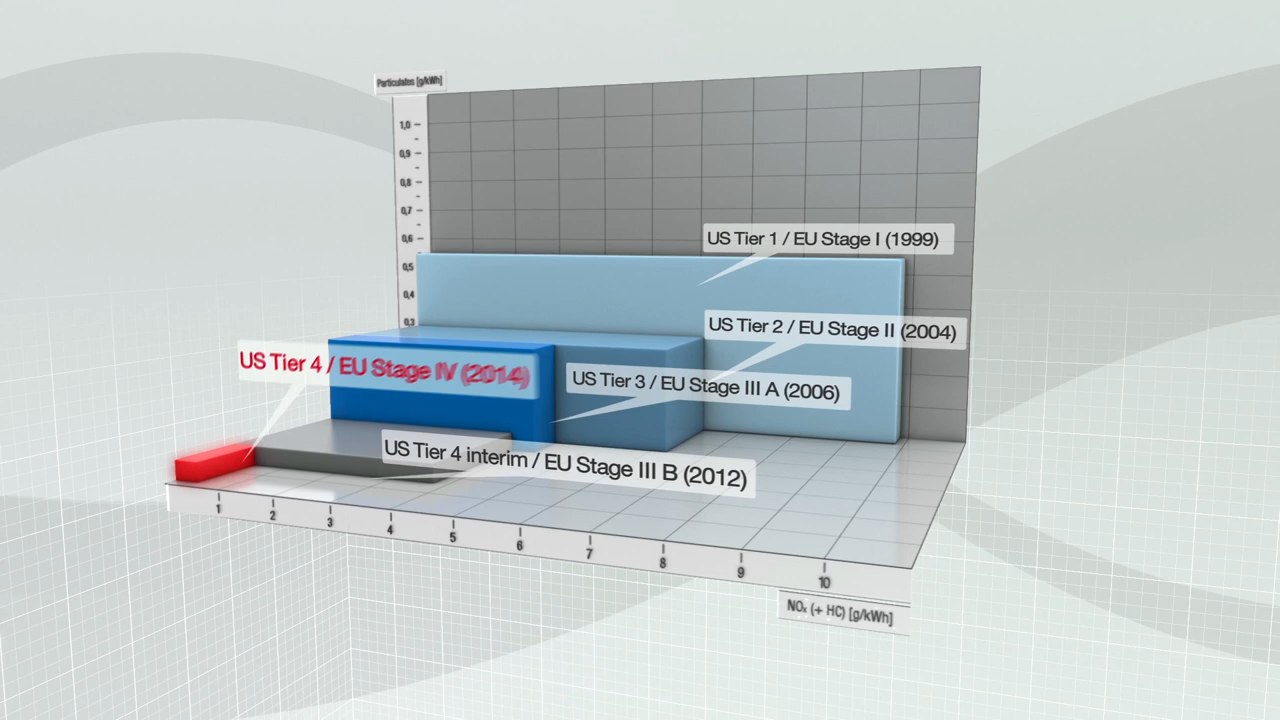 Particulates [g/kWh]
1,0
0,9
0,8
0,7
0,6
0,5
0,4
0,3
US Tier 1 / EU Stage I (1999)
US Tier 2 / EU Stage II (2004)
US Tier 4 / EU Stage IV (2014)
US Tier 3 / EU Stage III A (2006)
US Tier 4 interim / EU Stage III B (2012)
1 2 3 4 5 6 7 8 9 10
NOx (+ HC) [g/kWh]